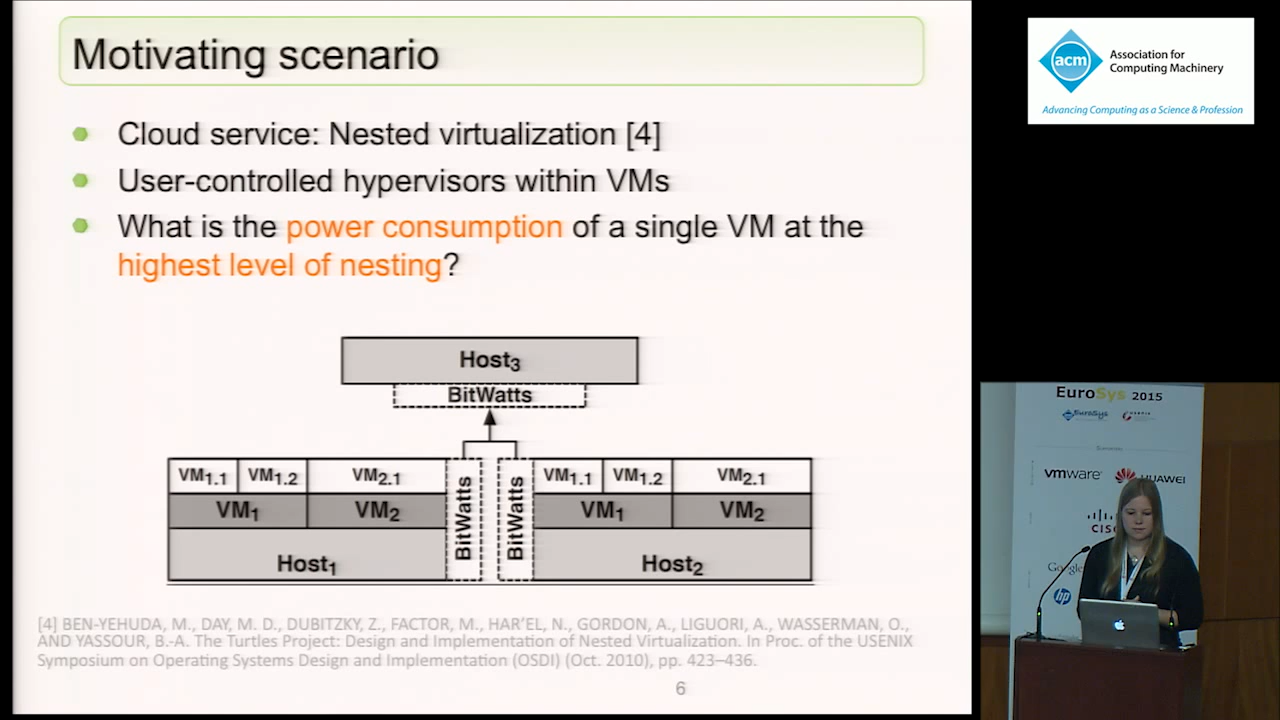 Motivating scenario
Cloud service: Nested virtualization [4]
User-controlled hypervisors within VMs
What is the power consumption of a single VM at the
highest level of nesting?
Host3
BitWatts
VM1.1 VM1.2 VM2.1 BitWatts BitWatts VM1.1 VM1.2 VM2.1
VM1 VM2 VM1 VM2
Host1 Host2
[4] BEN-YEHUDA, M., DAY, M. D., DUBITZKY, Z., FACTOR, M., HAR'EL, N., GORDON, A., LIGUORI, A., WASSERMAN, O.,
AND YASSOUR, B.-A. The Turtles Project: Design and Implementation of Nested Virtualization. In Proc. of the USENIX
Symposium on Operating Systems Design and Implementation (OSDI) (Oct. 2010), pp. 423–436.
6
acm
Association for
Computing Machinery
Advancing Computing as a Science & Profession
EuroSys 2015
EuroSys
vmware HUAWEI
CISC
Google
hp